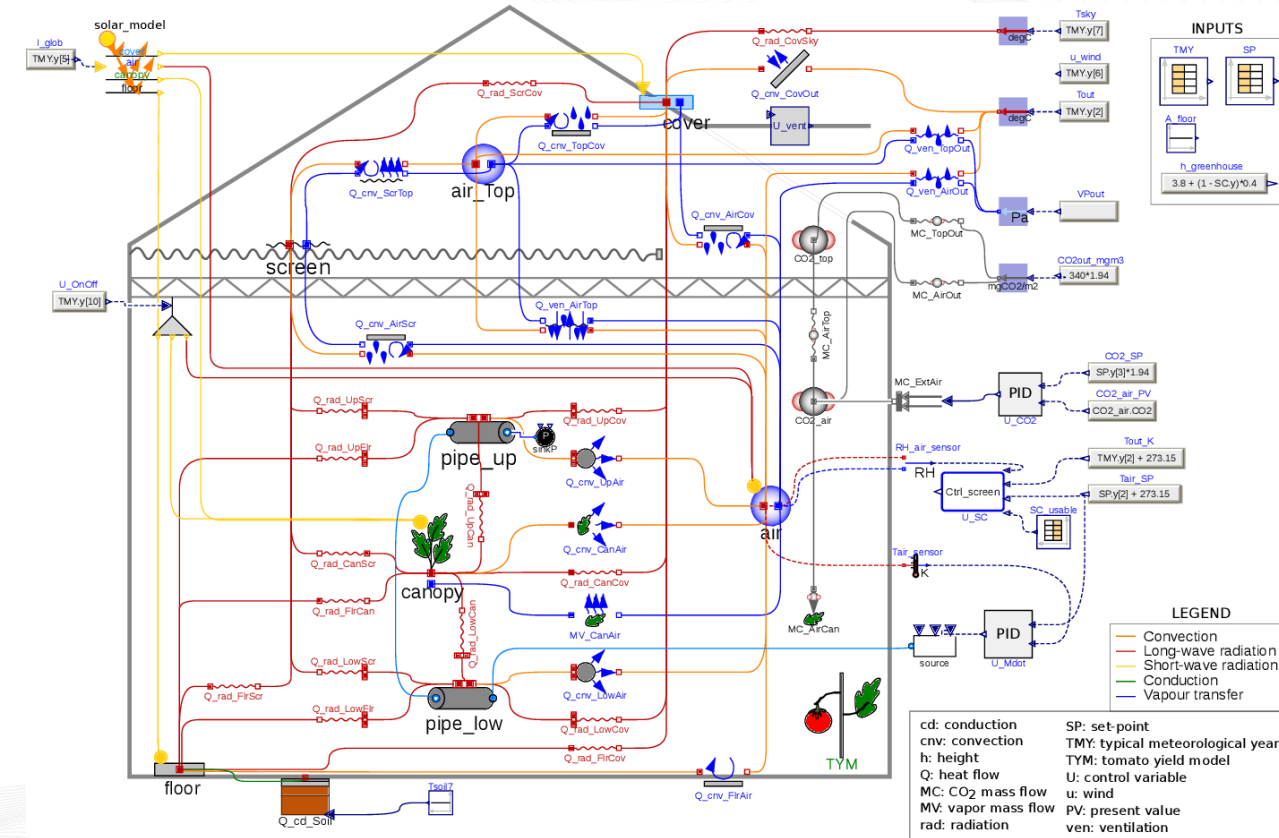 solar_model
I_glob
TMY.y[5]
cover
air
canopy
floor
Q_rad_ScrCov
Q_rad_CovSky
Q_cnv_CovOut
cover
U_vent
Q_cnv_TopCov
Q_cnv_ScrTop
air_Top
Q_ven_TopOut
Q_ven_AirOut
Q_cnv_AirCov
Tsky
TMY.y[7]
degC
u_wind
TMY.y[6]
Tout
TMY.y[2]
degC
VPout
Pa
CO2out_mgm3
340*1.94
mgCO2/m2
INPUTS
TMY
SP
A_floor
h_greenhouse
3.8 + (1 - SC.y)*0.4
screen
U_OnOff
TMY.y[10]
Q_cnv_AirScr
Q_ven_AirTop
CO2_top
MC_TopOut
MC_AirOut
MC_AirTop
CO2_air
MC_ExtAir
PID
U_CO2
CO2_SP
SP.y[3]*1.94
CO2_air_PV
CO2_air.CO2
Q_rad_UpScr
Q_rad_UpCov
Q_rad_UpFlr
pipe_up
P
sinkP
Q_cnv_UpAir
Q_rad_UpCan
RH_air_sensor
RH
Ctrl_screen
U_SC
Tout_K
TMY.y[2] + 273.15
Tair_SP
SP.y[2] + 273.15
SC_usable
air
Q_cnv_CanAir
Q_rad_CanScr
canopy
Q_rad_CanCov
Q_rad_FlrCan
Q_rad_LowCan
MV_CanAir
Tair_sensor
K
MC_AirCan
source
PID
U_Mdot
Q_rad_LowScr
Q_cnv_LowAir
Q_rad_FlrScr
Q_rad_LowFlr
pipe_low
Q_rad_LowCov
Q_rad_FlrCov
TYM
floor
Q_cd_Soil
Tsoil7
Q_cnv_FlrAir
LEGEND
Convection
Long-wave radiation
Short-wave radiation
Conduction
Vapour transfer
cd: conduction
cnv: convection
h: height
Q: heat flow
MC: CO2 mass flow
MV: vapor mass flow
rad: radiation
SP: set-point
TMY: typical meteorological year
TYM: tomato yield model
U: control variable
u: wind
PV: present value
ven: ventilation